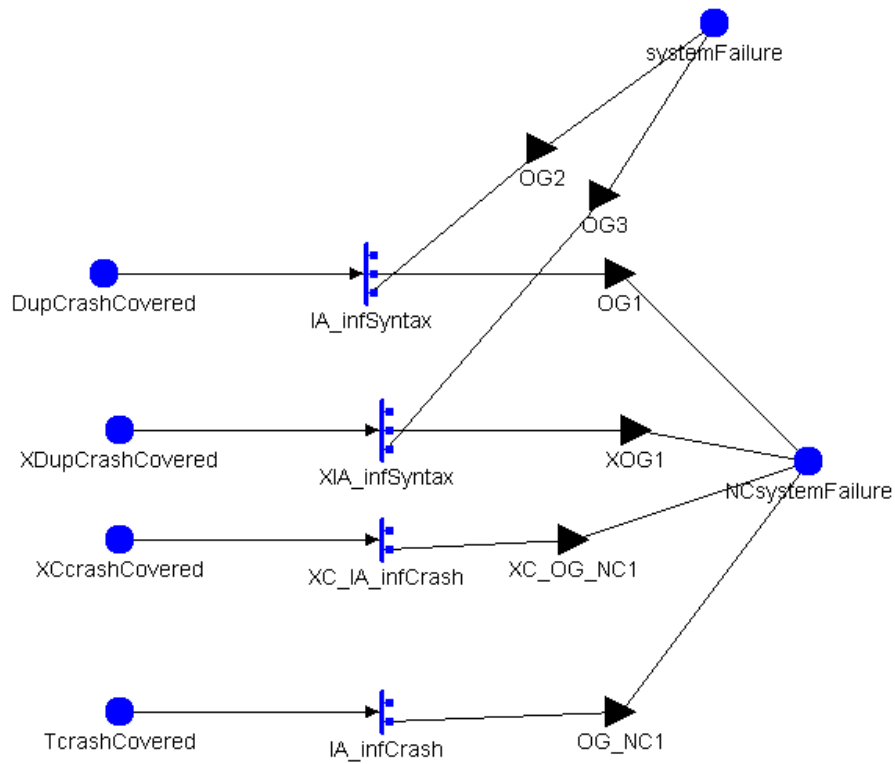 systemFailure
OG2
OG3
DupCrashCovered
IA_infSyntax
OG1
XDupCrashCovered
XIA_infSyntax
XOG1
NCsystemFailure
XCcrashCovered
XC_IA_infCrash
XC_OG_NC1
TcrashCovered
IA_infCrash
OG_NC1